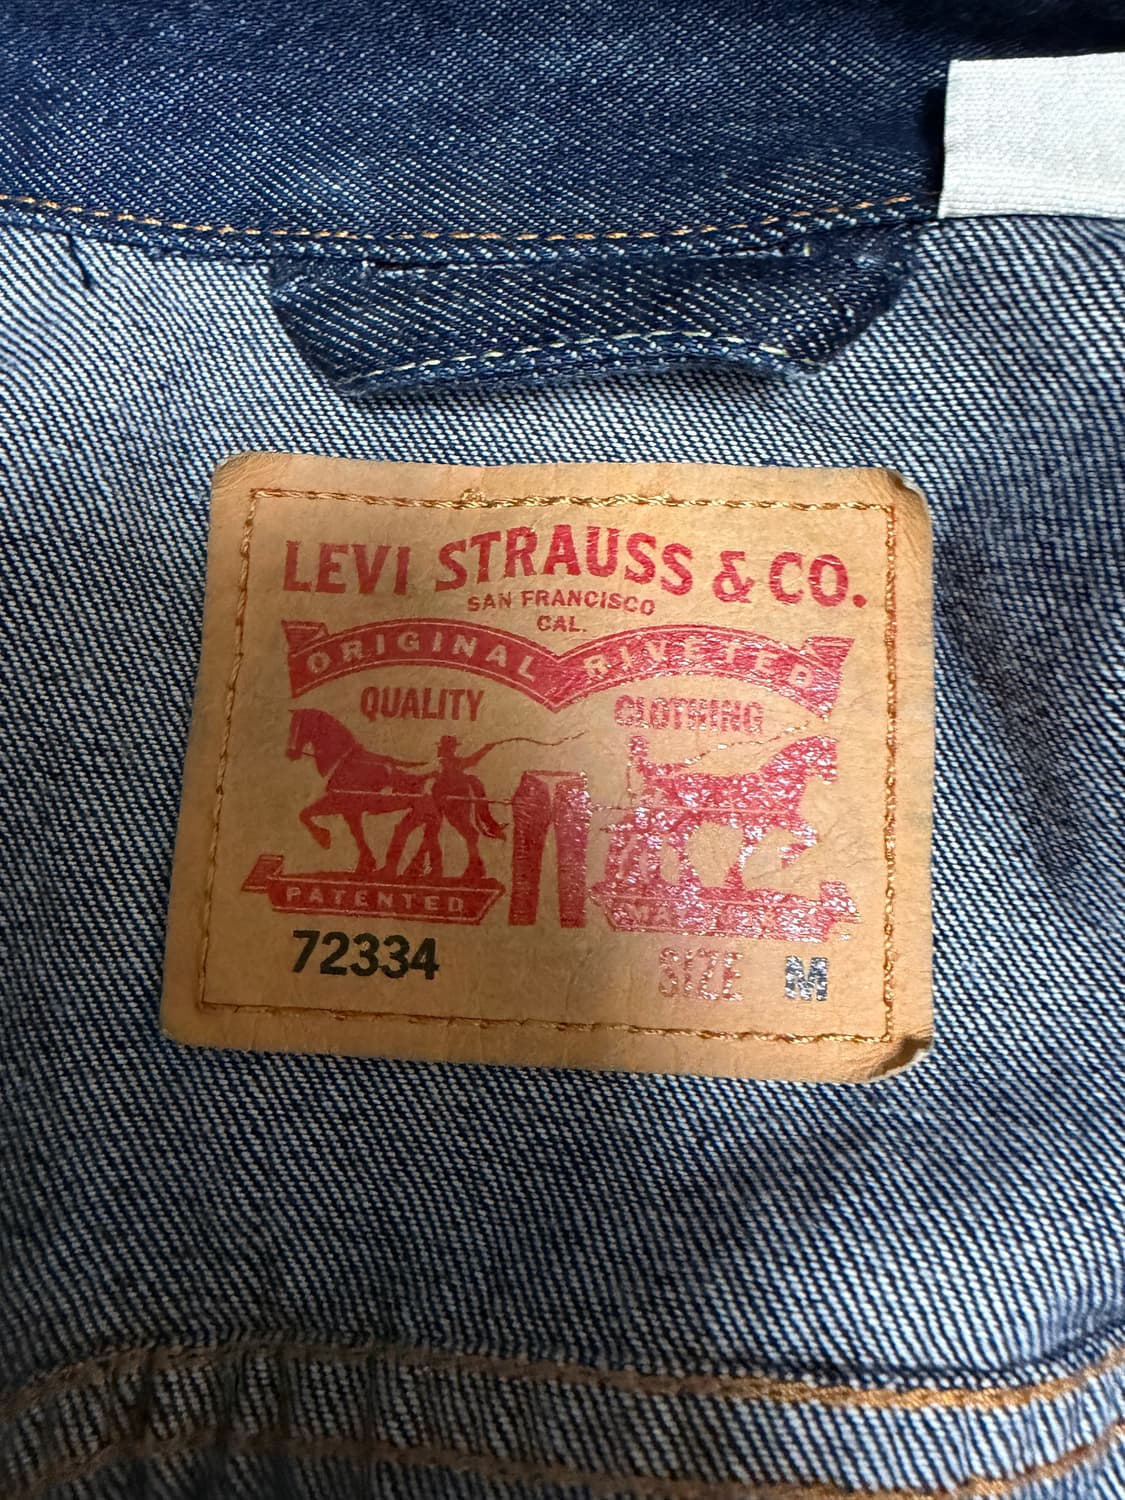 LEVI STRAUSS & CO.
SAN FRANCISCO
CAL.
ORIGINAL RIVETED
QUALITY CLOTHING
PATENTED
72334 SIZE M